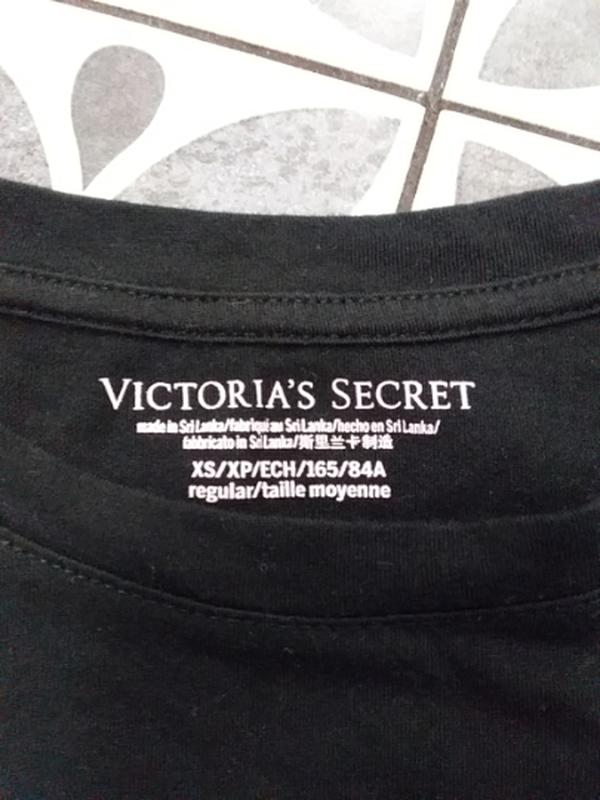 VICTORIA'S SECRET
made in Sri Lanka/fabriqué au Sri Lanka/hecho en Sri Lanka/
fabbricato in Sri Lanka/斯里兰卡制造
XS/XP/ECH/165/84A
regular/taille moyenne